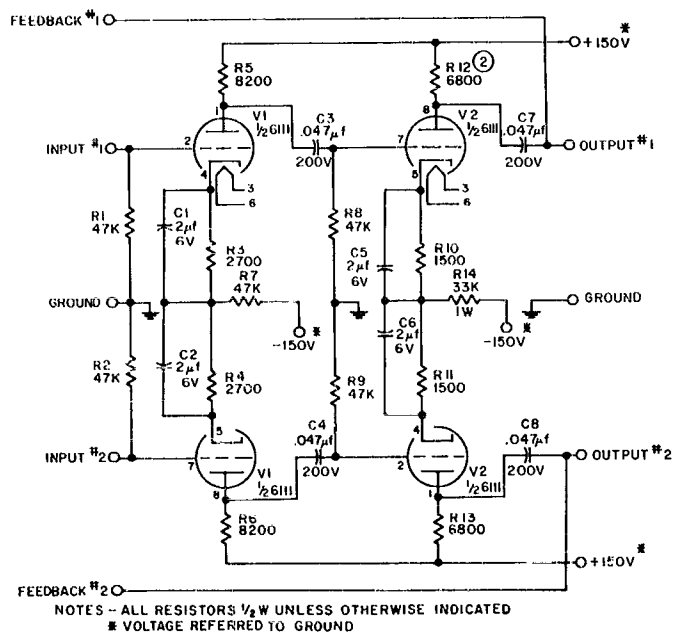 FEEDBACK #1
+150V *
R5
8200
R12 2
6800
1
V1
1/2 6111
C3
.047µf
200V
8
V2
1/2 6111
C7
.047µf
200V
INPUT #1
2
7
OUTPUT #1
4
3
6
5
3
6
R1
47K
C1
2µf
6V
R3
2700
R7
47K
R8
47K
C5
2µf
6V
R10
1500
R14
33K
1W
GROUND
GROUND
-150V *
-150V *
R2
47K
C2
2µf
6V
R4
2700
R9
47K
C6
2µf
6V
R11
1500
5
4
INPUT #2
7
V1
1/2 6111
C4
.047µf
200V
2
V2
1/2 6111
C8
.047µf
200V
OUTPUT #2
8
1
R6
8200
R13
6800
+150V *
FEEDBACK #2
NOTES - ALL RESISTORS 1/2 W UNLESS OTHERWISE INDICATED
* VOLTAGE REFERRED TO GROUND